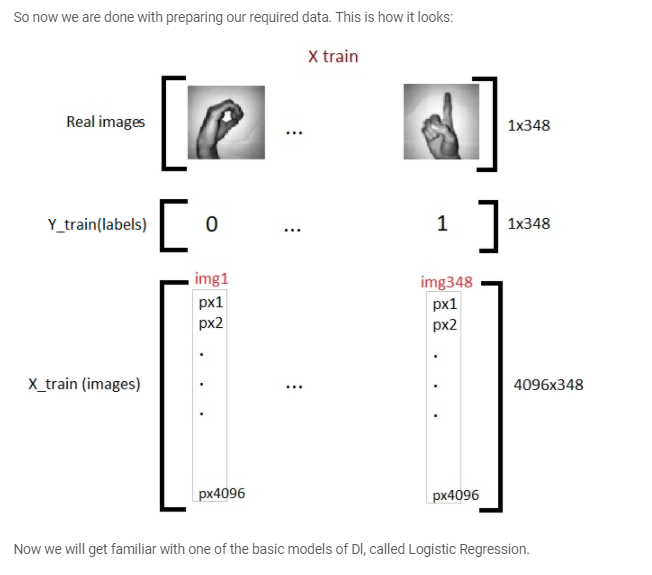 So now we are done with preparing our required data. This is how it looks:
X train
Real images ... 1x348
Y_train(labels) 0 ... 1 1x348
img1 img348
px1 px1
px2 px2
. .
X_train (images) . ... . 4096x348
. .
px4096 px4096
Now we will get familiar with one of the basic models of Dl, called Logistic Regression.